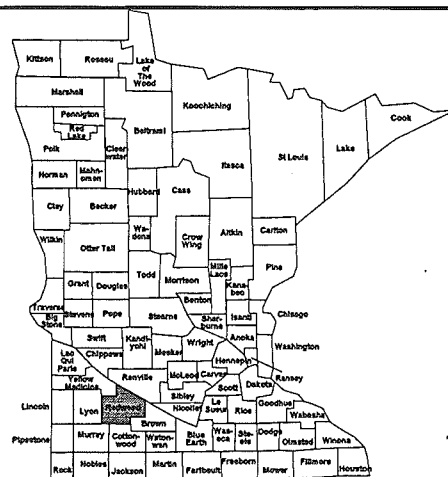 Kittson
Roseau
Lake of The Wood
Marshall
Koochiching
Pennington
Red Lake
Beltrami
Cook
Polk
Clear- water
Itasca
St Louis
Lake
Norman
Mahn- omen
Hubbard
Cass
Clay
Becker
Wa- dena
Crow Wing
Aitkin
Carlton
Wilkin
Otter Tail
Todd
Morrison
Mille Lacs
Kana- bec
Pine
Grant
Douglas
Benton
Traverse
Big Stone
Stevens
Pope
Stearns
Sher- burne
Isanti
Chisago
Swift
Kandi- yohi
Meeker
Wright
Anoka
Washington
Lac Qui Parle
Chippewa
Hennepin
Renville
McLeod
Carver
Scott
Dakota
Ramsey
Yellow Medicine
Sibley
Lincoln
Lyon
Redwood
Nicollet
Le Sueur
Rice
Goodhue
Wabasha
Brown
Pipestone
Murray
Cotton- wood
Waton- wan
Blue Earth
Was- eca
Ste- ele
Dodge
Olmsted
Winona
Rock
Nobles
Jackson
Martin
Faribault
Freeborn
Mower
Fillmore
Houston